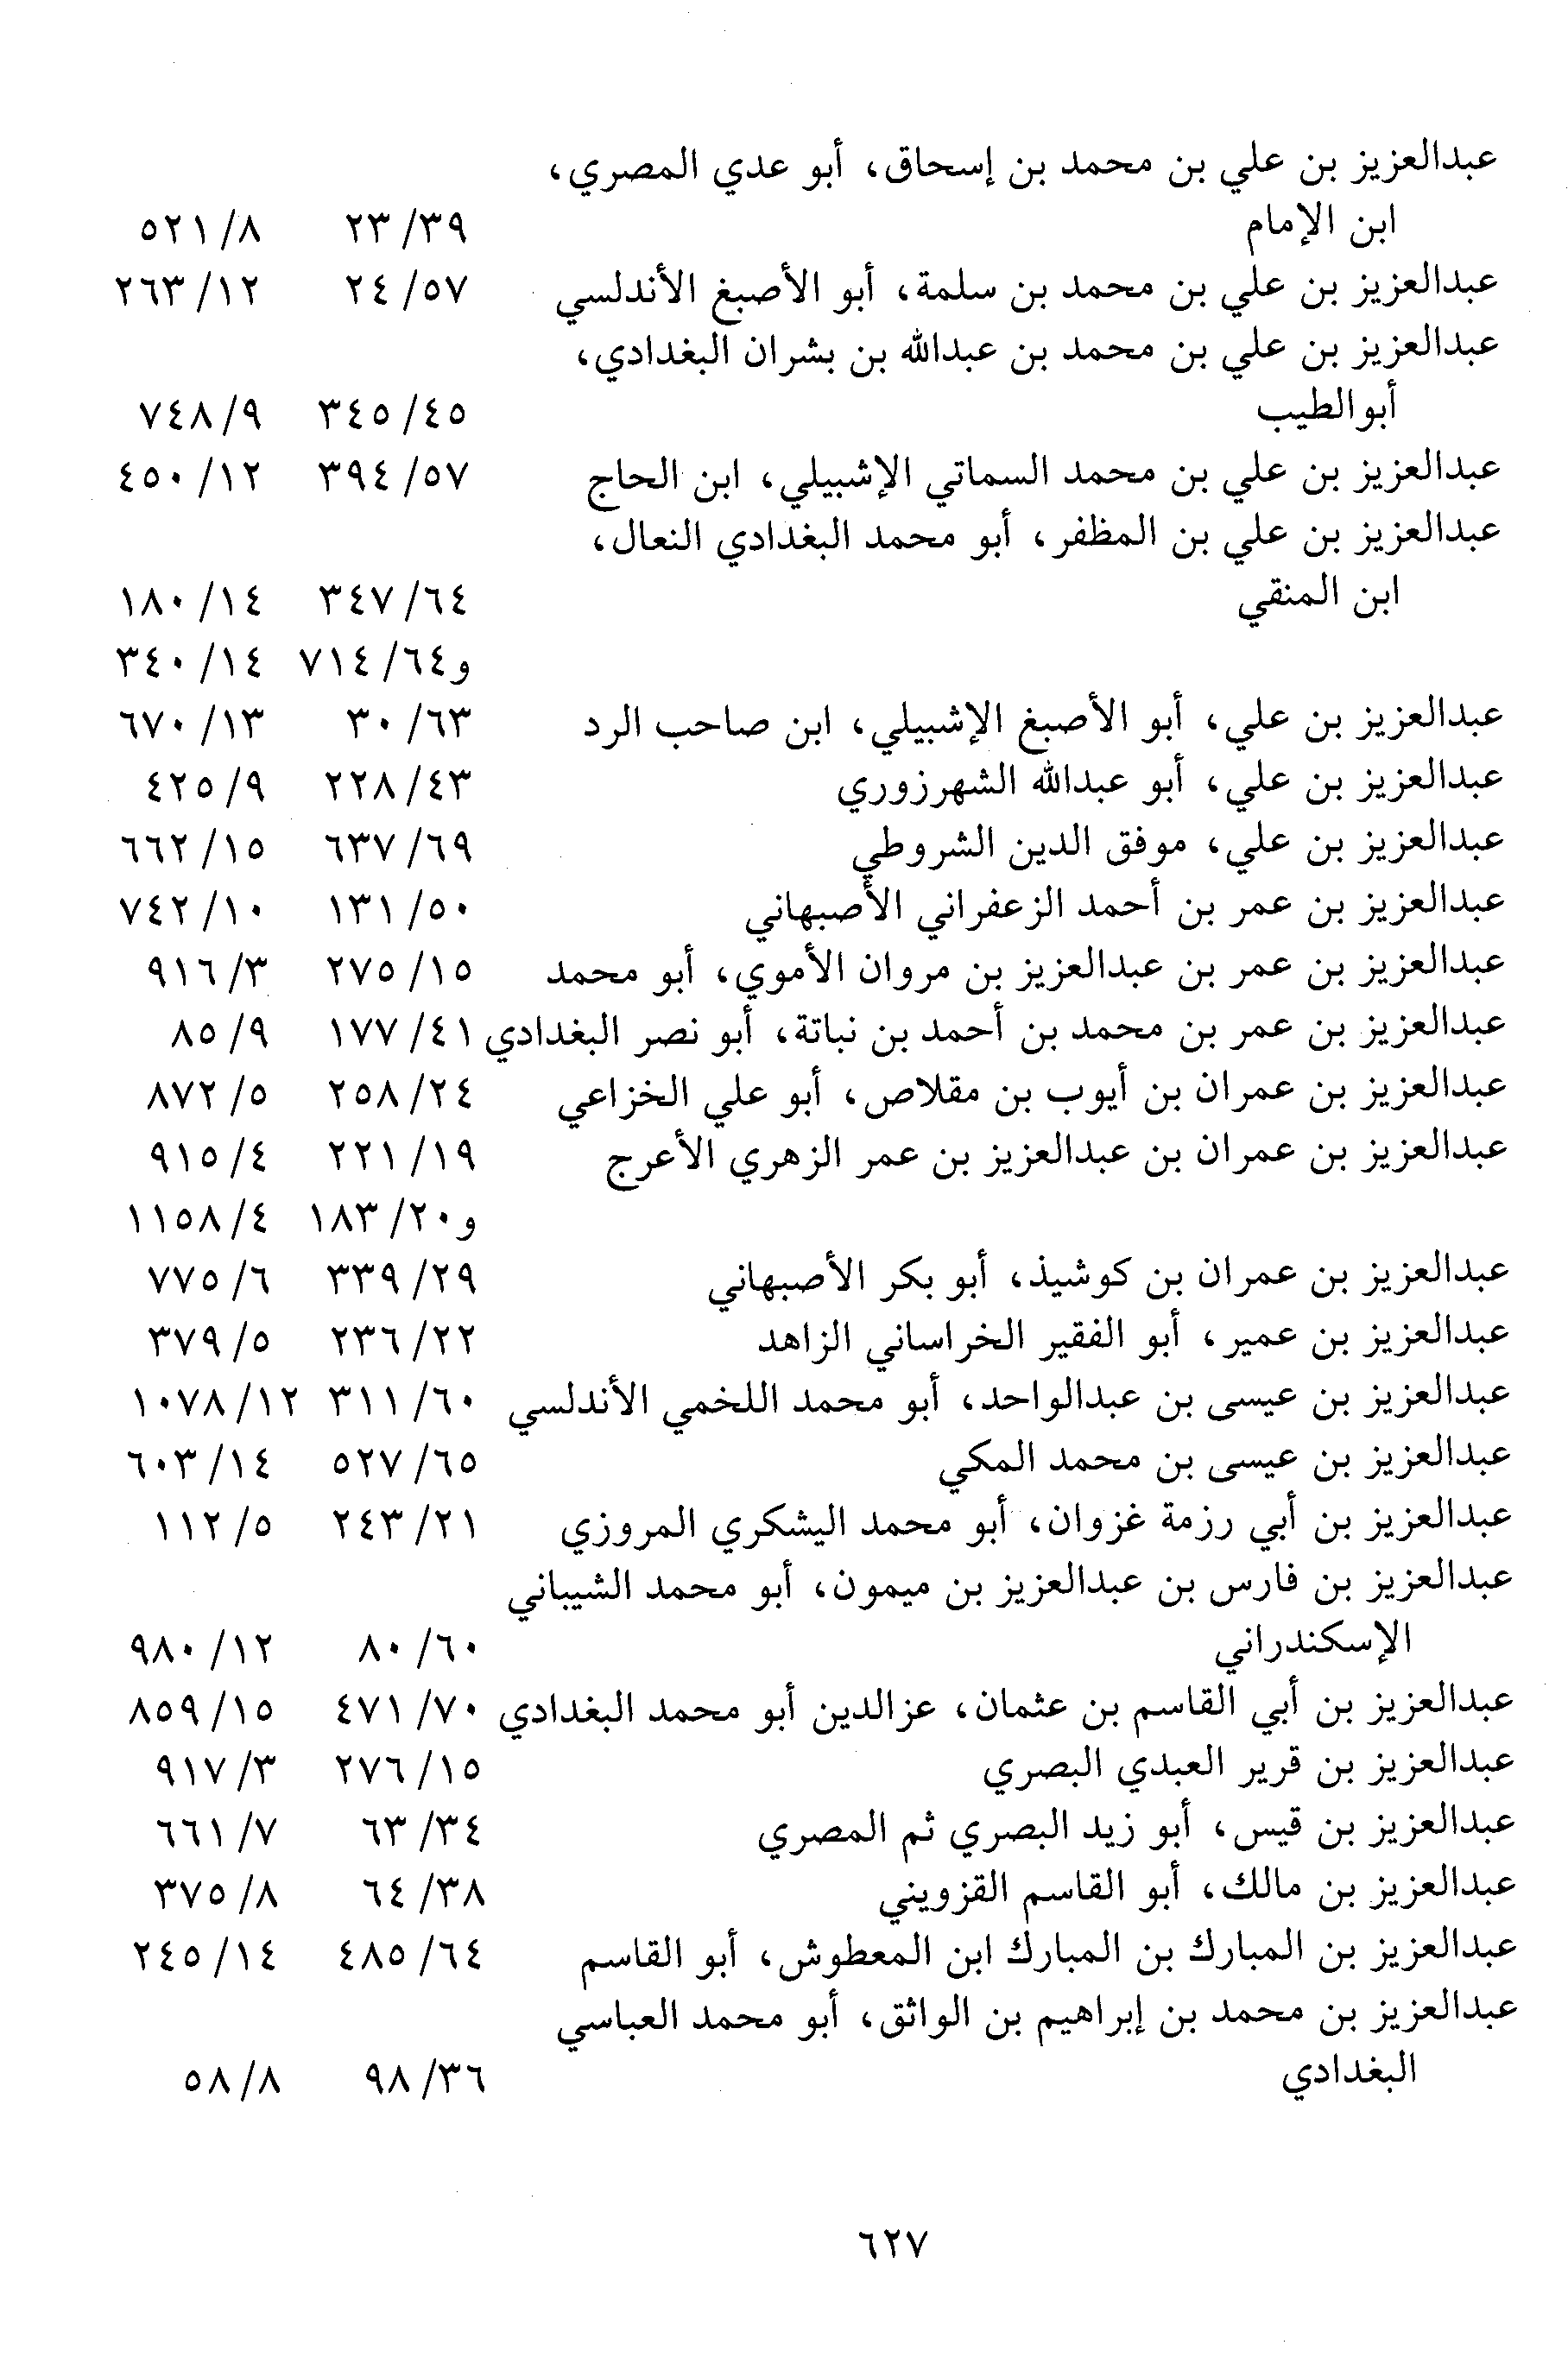 عبدالعزيز بن علي بن محمد بن إسحاق، أبو عدي المصري،
ابن الإمام ٣٩/ ٢٣ ٨/ ٥٢١
عبدالعزيز بن علي بن محمد بن سلمة، أبو الأصبغ الأندلسي ٥٧/ ٢٤ ١٢/ ٢٦٣
عبدالعزيز بن علي بن محمد بن عبدالله بن بشران البغدادي،
أبوالطيب ٤٥/ ٣٤٥ ٩/ ٧٤٨
عبدالعزيز بن علي بن محمد السماتي الإشبيلي، ابن الحاج ٥٧/ ٣٩٤ ١٢/ ٤٥٠
عبدالعزيز بن علي بن المظفر، أبو محمد البغدادي النعال،
ابن المنقي ٦٤/ ٣٤٧ ١٤/ ١٨٠
و٦٤/ ٧١٤ ١٤/ ٣٤٠
عبدالعزيز بن علي، أبو الأصبغ الإشبيلي، ابن صاحب الرد ٦٣/ ٣٠ ١٣/ ٦٧٠
عبدالعزيز بن علي، أبو عبدالله الشهرزوري ٤٣/ ٢٢٨ ٩/ ٤٢٥
عبدالعزيز بن علي، موفق الدين الشروطي ٦٩/ ٦٣٧ ١٥/ ٦٦٢
عبدالعزيز بن عمر بن أحمد الزعفراني الأصبهاني ٥٠/ ١٣١ ١٠/ ٧٤٢
عبدالعزيز بن عمر بن عبدالعزيز بن مروان الأموي، أبو محمد ١٥/ ٢٧٥ ٣/ ٩١٦
عبدالعزيز بن عمر بن محمد بن أحمد بن نباتة، أبو نصر البغدادي ٤١/ ١٧٧ ٩/ ٨٥
عبدالعزيز بن عمران بن أيوب بن مقلاص، أبو علي الخزاعي ٢٤/ ٢٥٨ ٥/ ٨٧٢
عبدالعزيز بن عمران بن عبدالعزيز بن عمر الزهري الأعرج ١٩/ ٢٢١ ٤/ ٩١٥
و٢٠/ ١٨٣ ٤/ ١١٥٨
عبدالعزيز بن عمران بن كوشيذ، أبو بكر الأصبهاني ٢٩/ ٣٣٩ ٦/ ٧٧٥
عبدالعزيز بن عمير، أبو الفقير الخراساني الزاهد ٢٢/ ٢٣٦ ٥/ ٣٧٩
عبدالعزيز بن عيسى بن عبدالواحد، أبو محمد اللخمي الأندلسي ٦٠/ ٣١١ ١٢/ ١٠٧٨
عبدالعزيز بن عيسى بن محمد المكي ٦٥/ ٥٢٧ ١٤/ ٦٠٣
عبدالعزيز بن أبي رزمة غزوان، أبو محمد اليشكري المروزي ٢١/ ٢٤٣ ٥/ ١١٢
عبدالعزيز بن فارس بن عبدالعزيز بن ميمون، أبو محمد الشيباني
الإسكندراني ٦٠/ ٨٠ ١٢/ ٩٨٠
عبدالعزيز بن أبي القاسم بن عثمان، عزالدين أبو محمد البغدادي ٧٠/ ٤٧١ ١٥/ ٨٥٩
عبدالعزيز بن قرير العبدي البصري ١٥/ ٢٧٦ ٣/ ٩١٧
عبدالعزيز بن قيس، أبو زيد البصري ثم المصري ٣٤/ ٦٣ ٧/ ٦٦١
عبدالعزيز بن مالك، أبو القاسم القزويني ٣٨/ ٦٤ ٨/ ٣٧٥
عبدالعزيز بن المبارك بن المبارك ابن المعطوش، أبو القاسم ٦٤/ ٤٨٥ ١٤/ ٢٤٥
عبدالعزيز بن محمد بن إبراهيم بن الواثق، أبو محمد العباسي
البغدادي ٣٦/ ٩٨ ٨/ ٥٨
٦٢٧